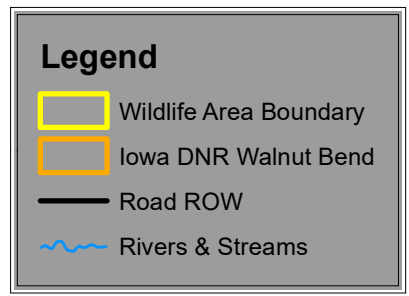 Legend
Wildlife Area Boundary
Iowa DNR Walnut Bend
Road ROW
Rivers & Streams